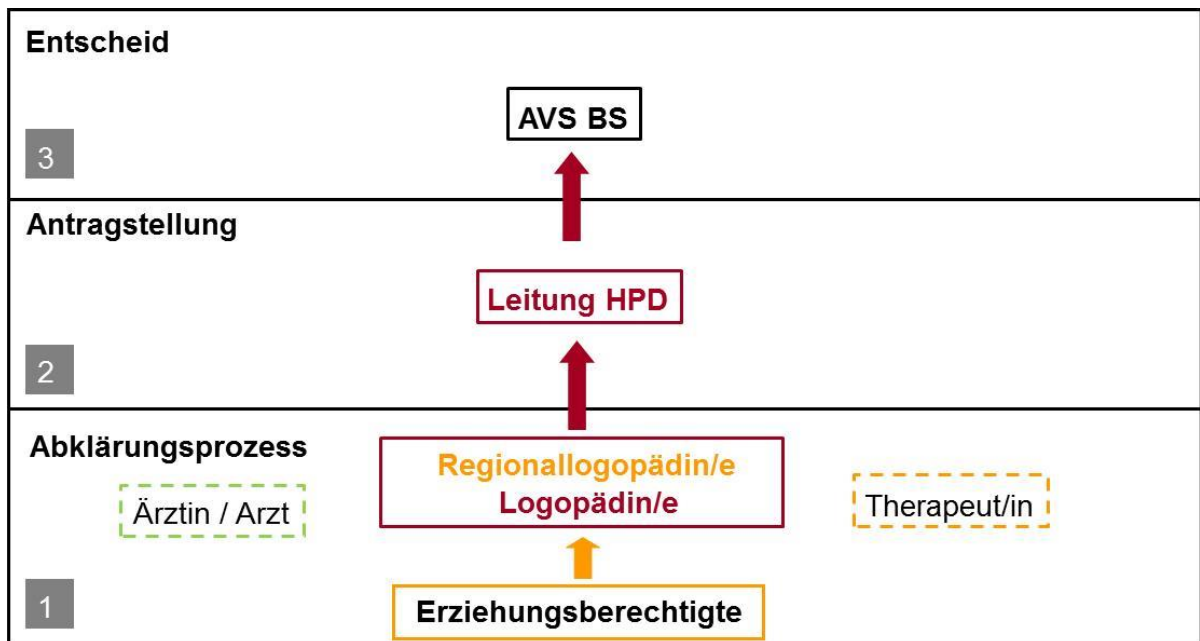 Entscheid
AVS BS
3
Antragstellung
Leitung HPD
2
Abklärungsprozess
Regionallogopädin/e
Logopädin/e
Ärztin / Arzt
Therapeut/in
1
Erziehungsberechtigte